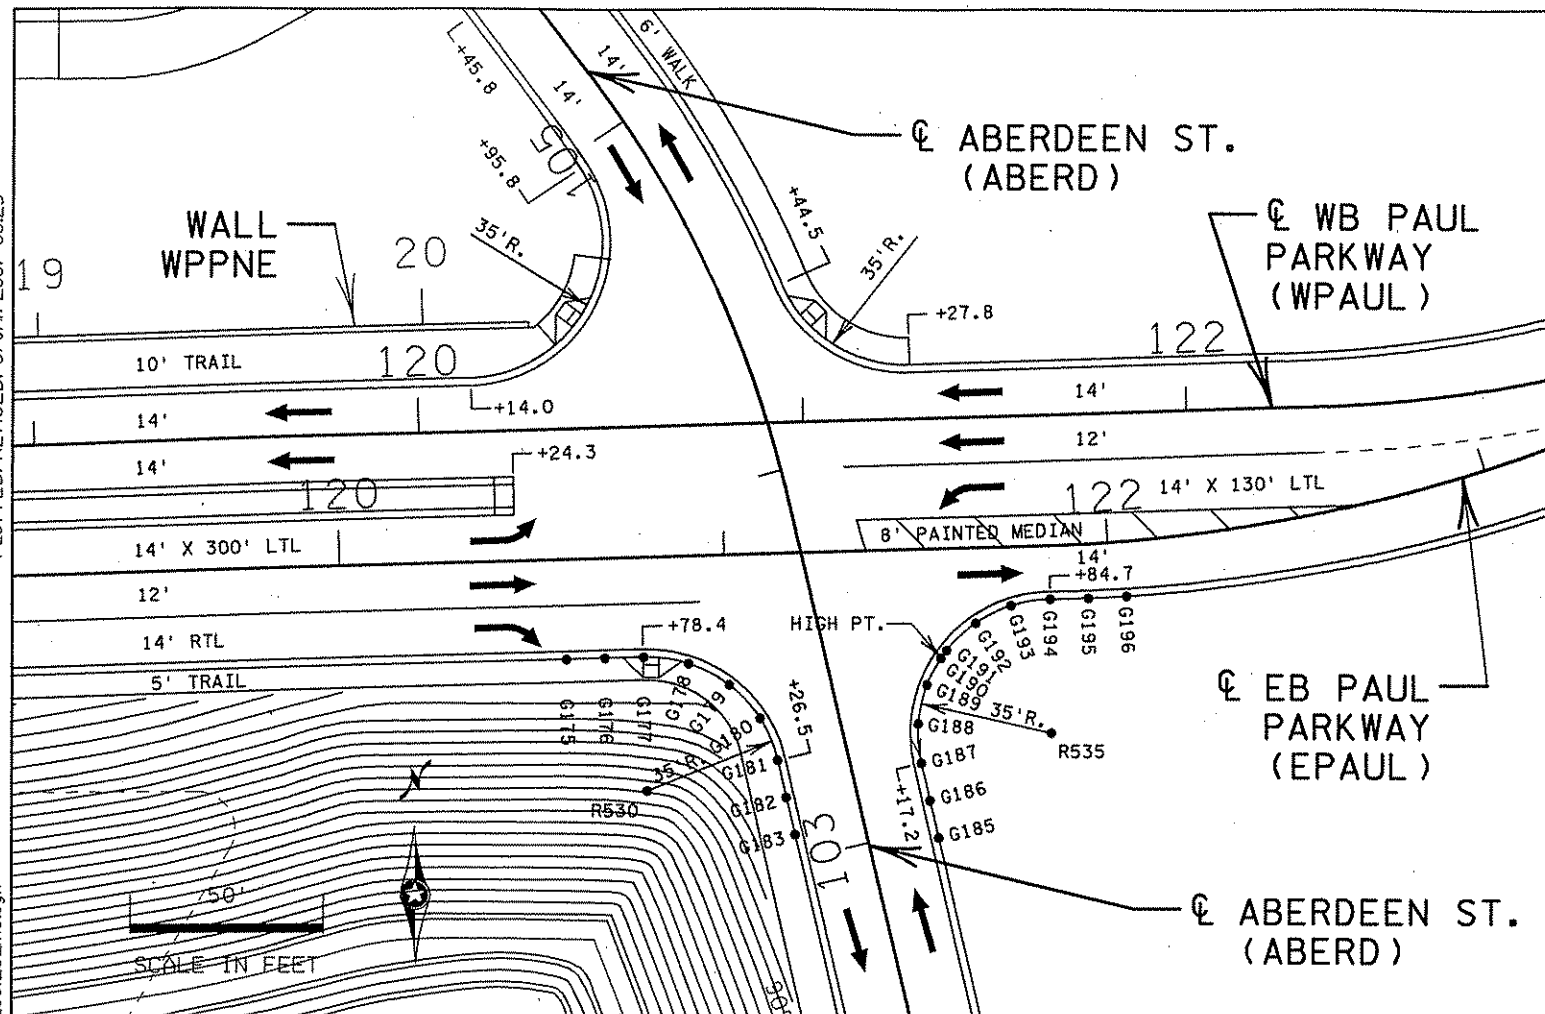 6' WALK
14'
14'
+45.8
105
+95.8
℄ ABERDEEN ST.
(ABERD)
WALL
WPPNE
35'R.
+44.5
35'R.
℄ WB PAUL
PARKWAY
(WPAUL)
19
20
+27.8
10' TRAIL
120
122
14'
+14.0
14'
14'
+24.3
12'
120
122
14' X 130' LTL
14' X 300' LTL
8' PAINTED MEDIAN
14'
+84.7
12'
14' RTL
+78.4
HIGH PT.
5' TRAIL
G175
G176
G177
G178
G179
G180
G181
G182
G183
35'R.
R530
+26.5
G196
G195
G194
G193
G192
G191
G190
G189
35'R.
G188
R535
G187
G186
G185
+17.2
℄ EB PAUL
PARKWAY
(EPAUL)
N
103
50'
SCALE IN FEET
℄ ABERDEEN ST.
(ABERD)